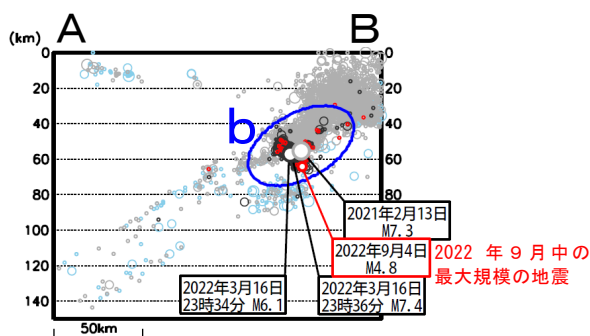 A
B
(km)
0
20
40
60
80
100
120
140
0
20
40
60
80
100
120
140
b
2021年2月13日
M7.3
2022年9月4日
M4.8
2022 年９月中の
最大規模の地震
2022年3月16日
23時34分 M6.1
2022年3月16日
23時36分 M7.4
50km